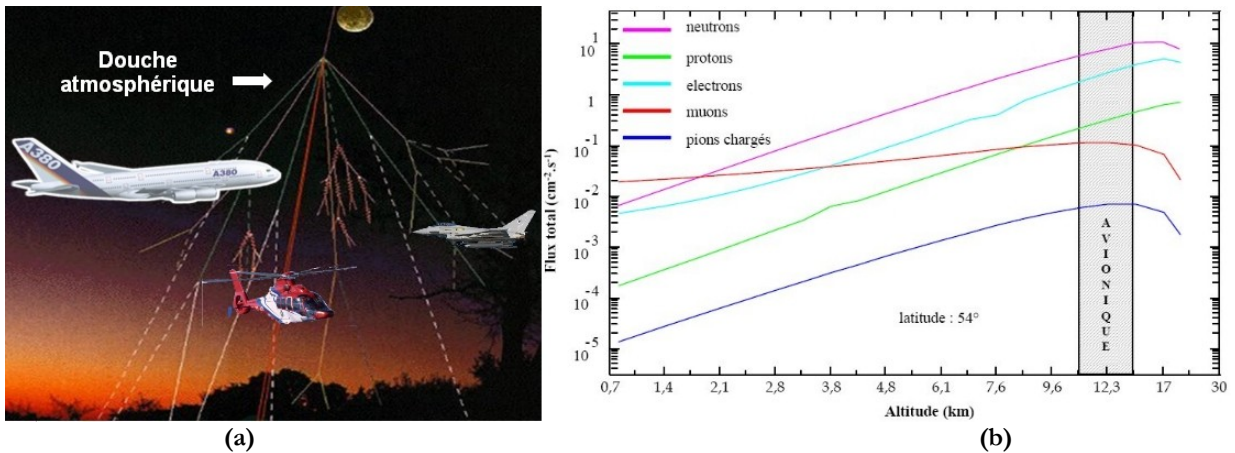 Douche
atmosphérique
A380
A380
(a)
neutrons
protons
electrons
muons
pions chargés
Flux total (cm⁻².s⁻¹)
10¹
1
10⁻¹
10⁻²
10⁻³
10⁻⁴
10⁻⁵
latitude : 54°
AVIONIQUE
0,7 1,4 2,1 2,8 3,8 4,8 6,1 7,6 9,6 12,3 17 30
Altitude (km)
(b)